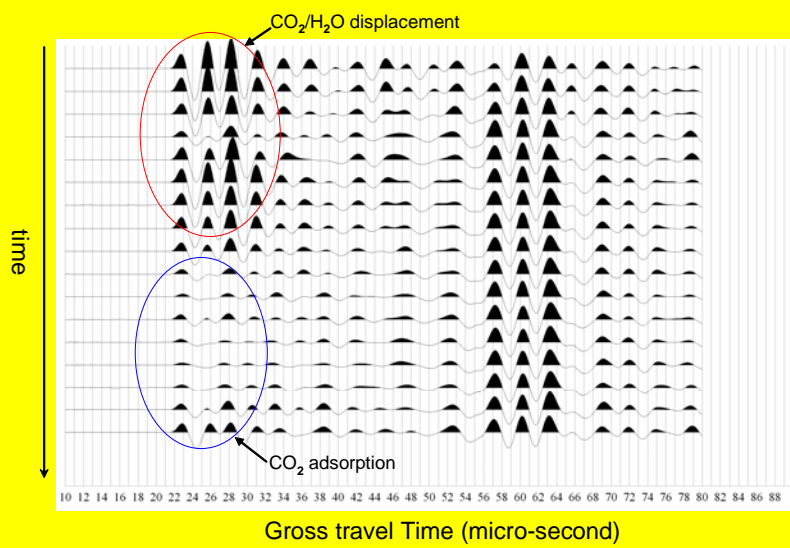 CO₂/H₂O displacement
time
CO₂ adsorption
10 12 14 16 18 20 22 24 26 28 30 32 34 36 38 40 42 44 46 48 50 52 54 56 58 60 62 64 66 68 70 72 74 76 78 80 82 84 86 88
Gross travel Time (micro-second)